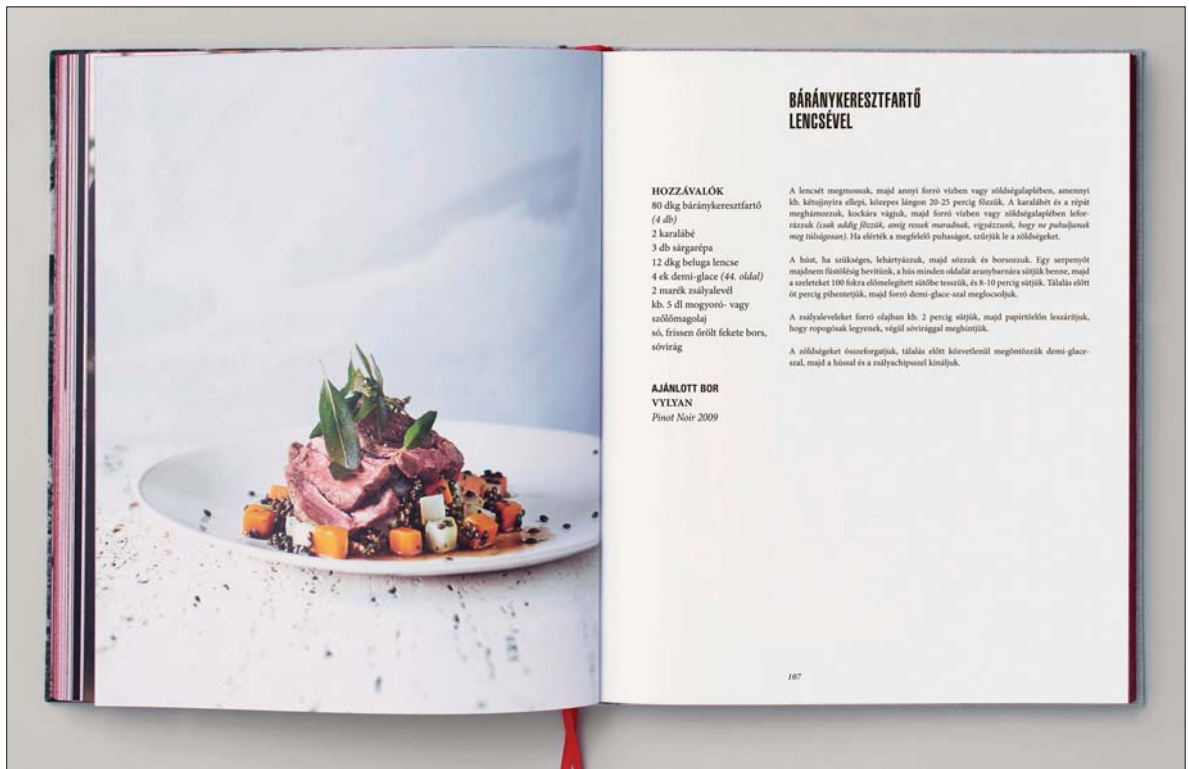 BÁRÁNYKERESZTFARTŐ
LENCSÉVEL
HOZZÁVALÓK
80 dkg báránykeresztfartő
(4 db)
2 karalábé
3 db sárgarépa
12 dkg beluga lencse
4 ek demi-glace (44. oldal)
2 marék zsályalevél
kb. 5 dl mogyoró- vagy
szőlőmagolaj
só, frissen őrölt fekete bors,
sóvirág
AJÁNLOTT BOR
VYLYAN
Pinot Noir 2009
A lencsét megmossuk, majd annyi forró vízben vagy zöldségalaplében, amennyi
kb. kétujjnyira ellepi, közepes lángon 20-25 percig főzzük. A karalábét és a répát
meghámozzuk, kockára vágjuk, majd forró vízben vagy zöldségalaplében lefor-
rázzuk (csak addig főzzük, amíg ressek maradnak, vigyázzunk, hogy ne puhuljanak
meg túlságosan). Ha elérték a megfelelő puhaságot, szűrjük le a zöldségeket.
A húst, ha szükséges, lehártyázzuk, majd sózzuk és borsozzuk. Egy serpenyőt
majdnem füstölésig hevítünk, a hús minden oldalát aranybarnára sütjük benne, majd
a szeleteket 100 fokra előmelegített sütőbe tesszük, és 8-10 percig sütjük. Tálalás előtt
öt percig pihentetjük, majd forró demi-glace-szal meglocsoljuk.
A zsályaleveleket forró olajban kb. 2 percig sütjük, majd papírtörlőn leszárítjuk,
hogy ropogósak legyenek, végül sóvirággal meghintjük.
A zöldségeket összeforgatjuk, tálalás előtt közvetlenül megöntözzük demi-glace-
szal, majd a hússal és a zsályachipsszel kínáljuk.
107